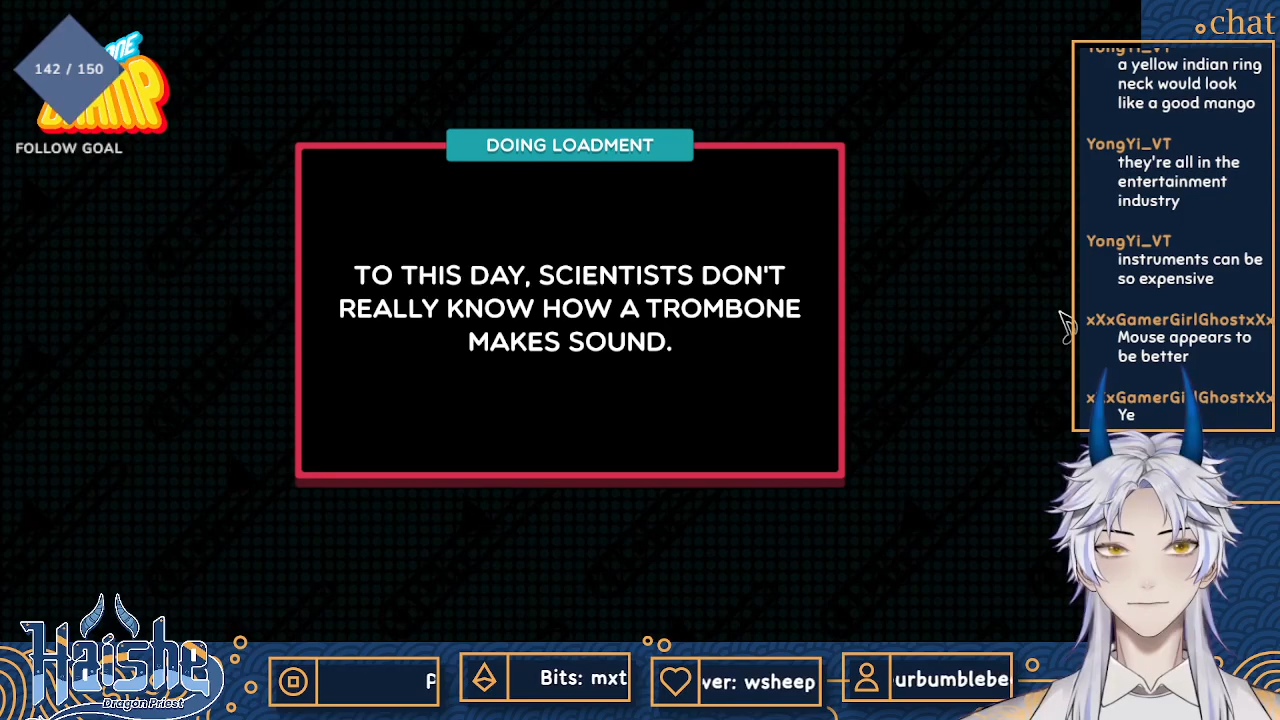 142 / 150
FOLLOW GOAL
DOING LOADMENT
TO THIS DAY, SCIENTISTS DON'T
REALLY KNOW HOW A TROMBONE
MAKES SOUND.
chat
YongYi_VT
a yellow indian ring
neck would look
like a good mango
YongYi_VT
they're all in the
entertainment
industry
YongYi_VT
instruments can be
so expensive
xXxGamerGirlGhostxXx
Mouse appears to
be better
xXxGamerGirlGhostxXx
Ye
Haishe
Dragon Priest
Bits: mxt
ver: wsheep
urbumblebe